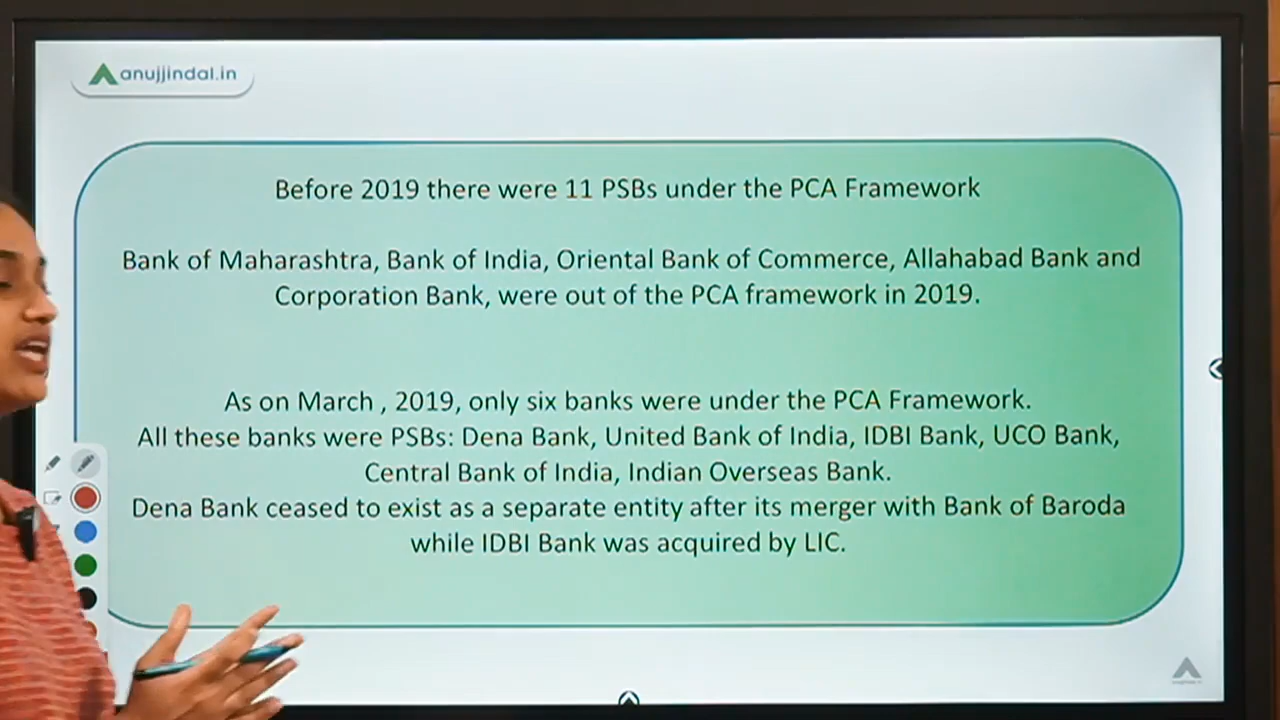 anujjindal.in
Before 2019 there were 11 PSBs under the PCA Framework
Bank of Maharashtra, Bank of India, Oriental Bank of Commerce, Allahabad Bank and
Corporation Bank, were out of the PCA framework in 2019.
As on March , 2019, only six banks were under the PCA Framework.
All these banks were PSBs: Dena Bank, United Bank of India, IDBI Bank, UCO Bank,
Central Bank of India, Indian Overseas Bank.
Dena Bank ceased to exist as a separate entity after its merger with Bank of Baroda
while IDBI Bank was acquired by LIC.